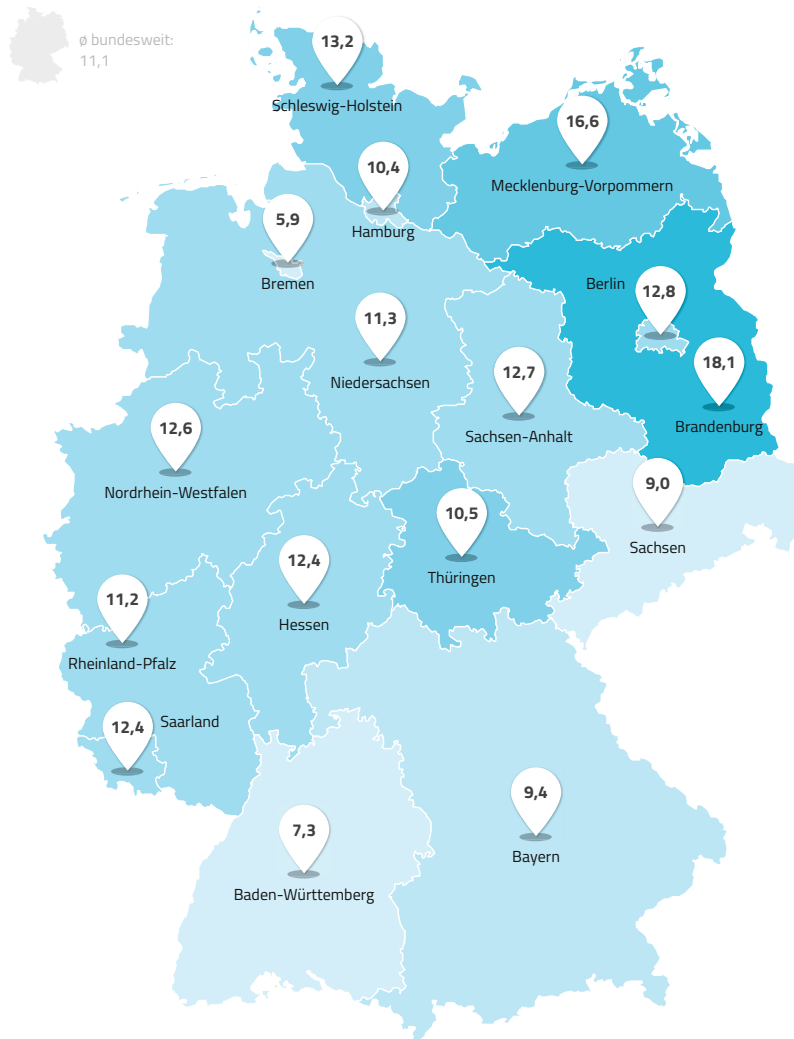 ø bundesweit:
11,1
13,2
Schleswig-Holstein
16,6
Mecklenburg-Vorpommern
10,4
Hamburg
5,9
Bremen
Berlin
12,8
11,3
Niedersachsen
18,1
Brandenburg
12,7
Sachsen-Anhalt
12,6
Nordrhein-Westfalen
9,0
Sachsen
10,5
Thüringen
12,4
Hessen
11,2
Rheinland-Pfalz
12,4
Saarland
9,4
Bayern
7,3
Baden-Württemberg